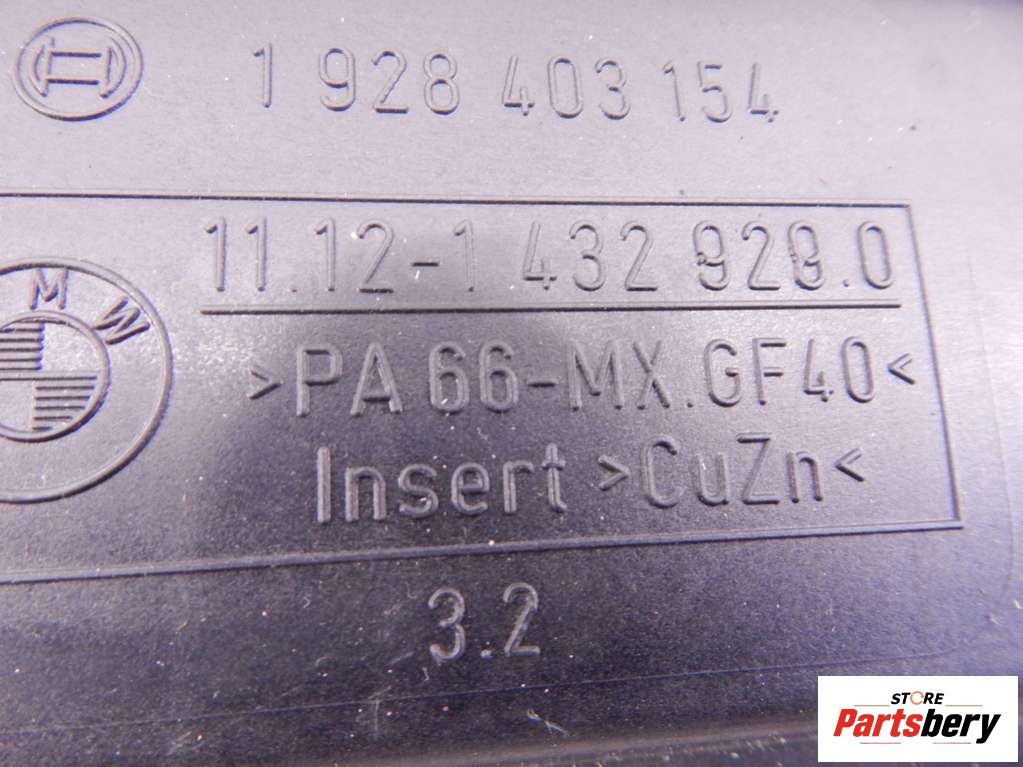 1 928 403 154
11.12-1 432 928.0
B M W
>PA 66-MX.GF40<
Insert >CuZn<
3.2
STORE
Partsbery